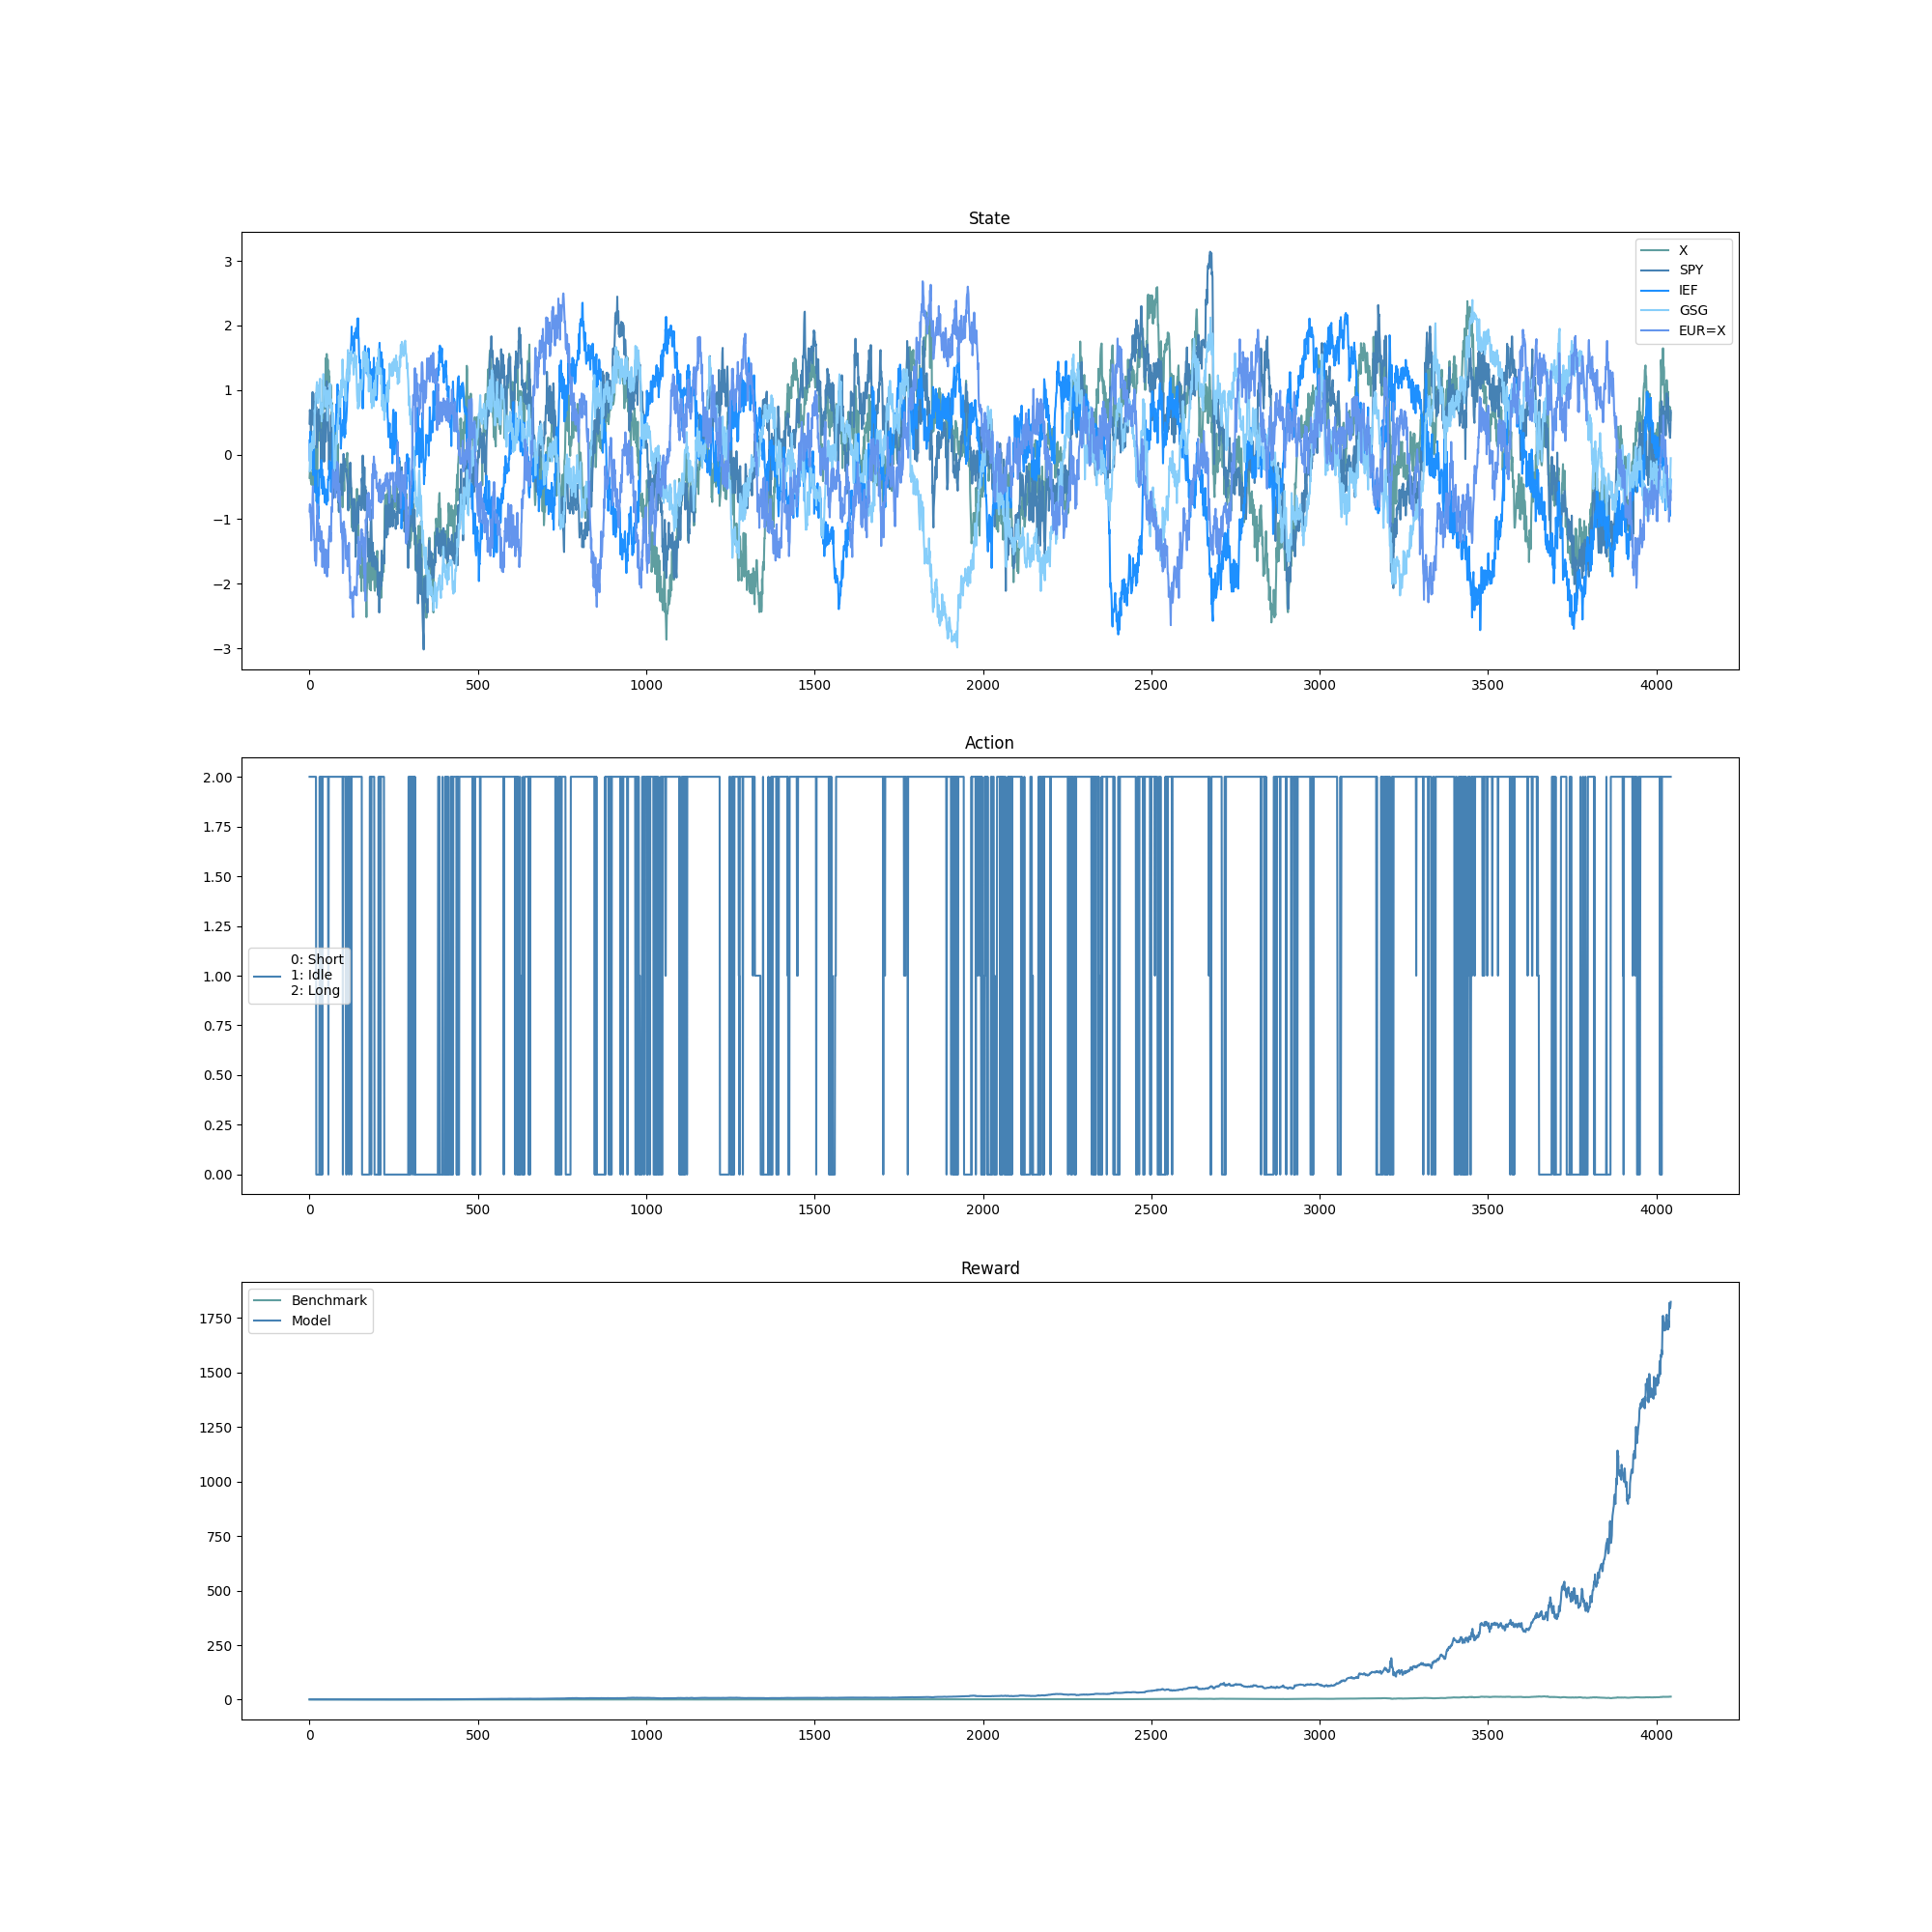 State
3
2
1
0
−1
−2
−3
X
SPY
IEF
GSG
EUR=X
0 500 1000 1500 2000 2500 3000 3500 4000
Action
2.00
1.75
1.50
1.25
1.00
0.75
0.50
0.25
0.00
0: Short
1: Idle
2: Long
0 500 1000 1500 2000 2500 3000 3500 4000
Reward
Benchmark
Model
1750
1500
1250
1000
750
500
250
0
0 500 1000 1500 2000 2500 3000 3500 4000